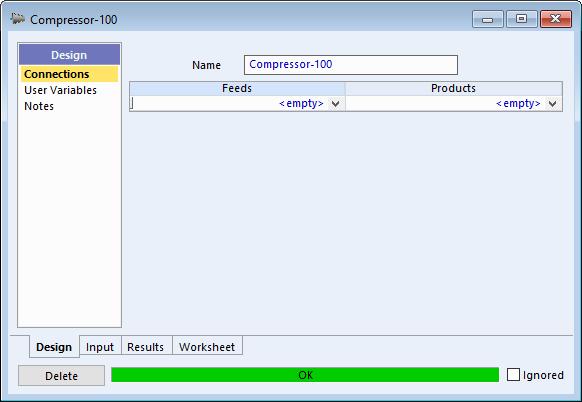 Compressor-100
Design
Connections
User Variables
Notes
Name Compressor-100
Feeds Products
<empty> <empty>
Design Input Results Worksheet
Delete OK Ignored